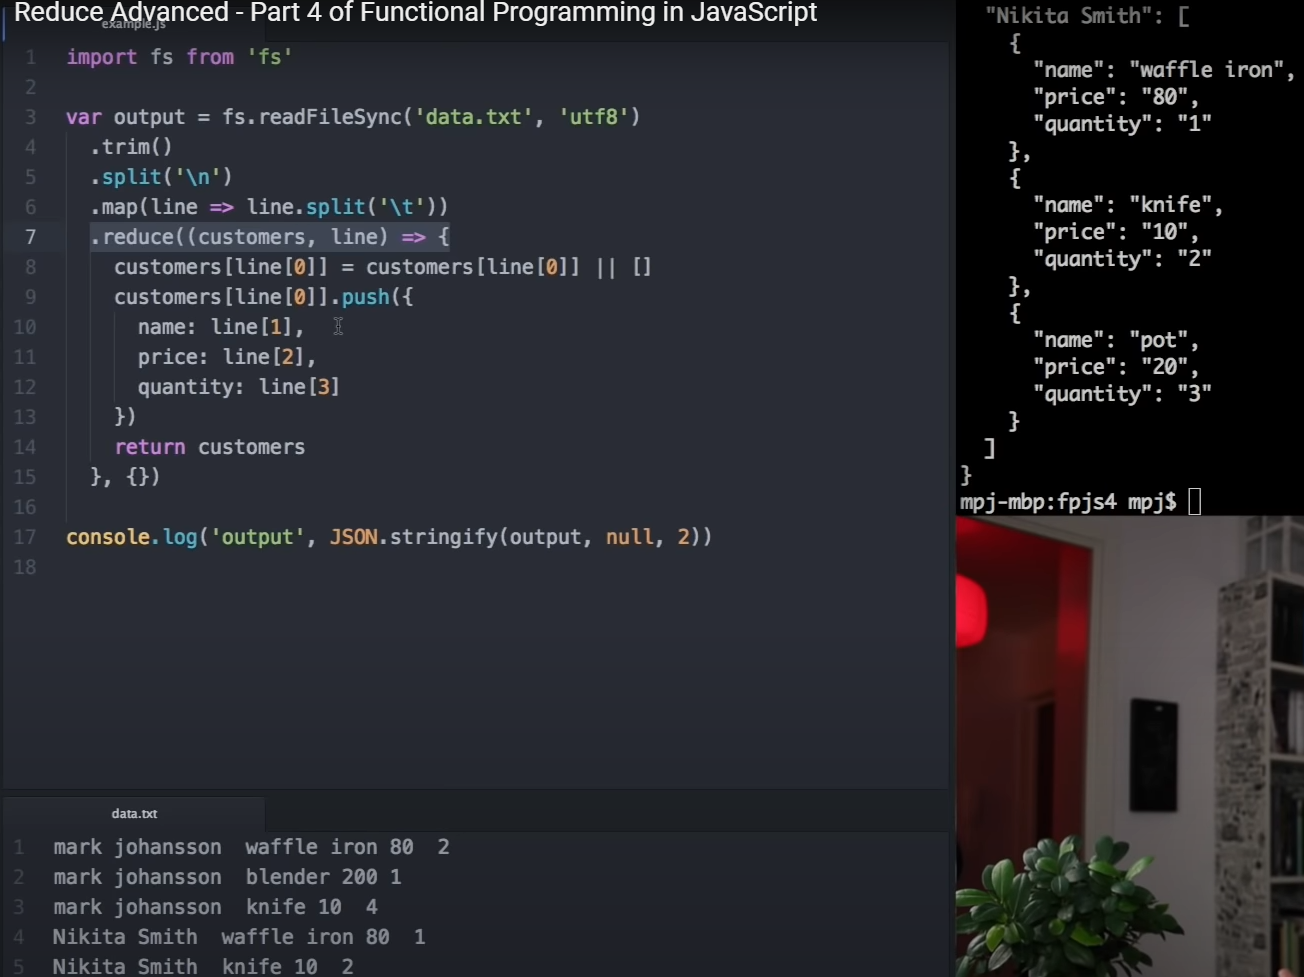 Reduce Advanced - Part 4 of Functional Programming in JavaScript
example.js
1 import fs from 'fs'
2
3 var output = fs.readFileSync('data.txt', 'utf8')
4 .trim()
5 .split('\n')
6 .map(line => line.split('\t'))
7 .reduce((customers, line) => {
8 customers[line[0]] = customers[line[0]] || []
9 customers[line[0]].push({
10 name: line[1],
11 price: line[2],
12 quantity: line[3]
13 })
14 return customers
15 }, {})
16
17 console.log('output', JSON.stringify(output, null, 2))
18
data.txt
1 mark johansson waffle iron 80 2
2 mark johansson blender 200 1
3 mark johansson knife 10 4
4 Nikita Smith waffle iron 80 1
5 Nikita Smith knife 10 2
"Nikita Smith": [
{
"name": "waffle iron",
"price": "80",
"quantity": "1"
},
{
"name": "knife",
"price": "10",
"quantity": "2"
},
{
"name": "pot",
"price": "20",
"quantity": "3"
}
]
}
mpj-mbp:fpjs4 mpj$